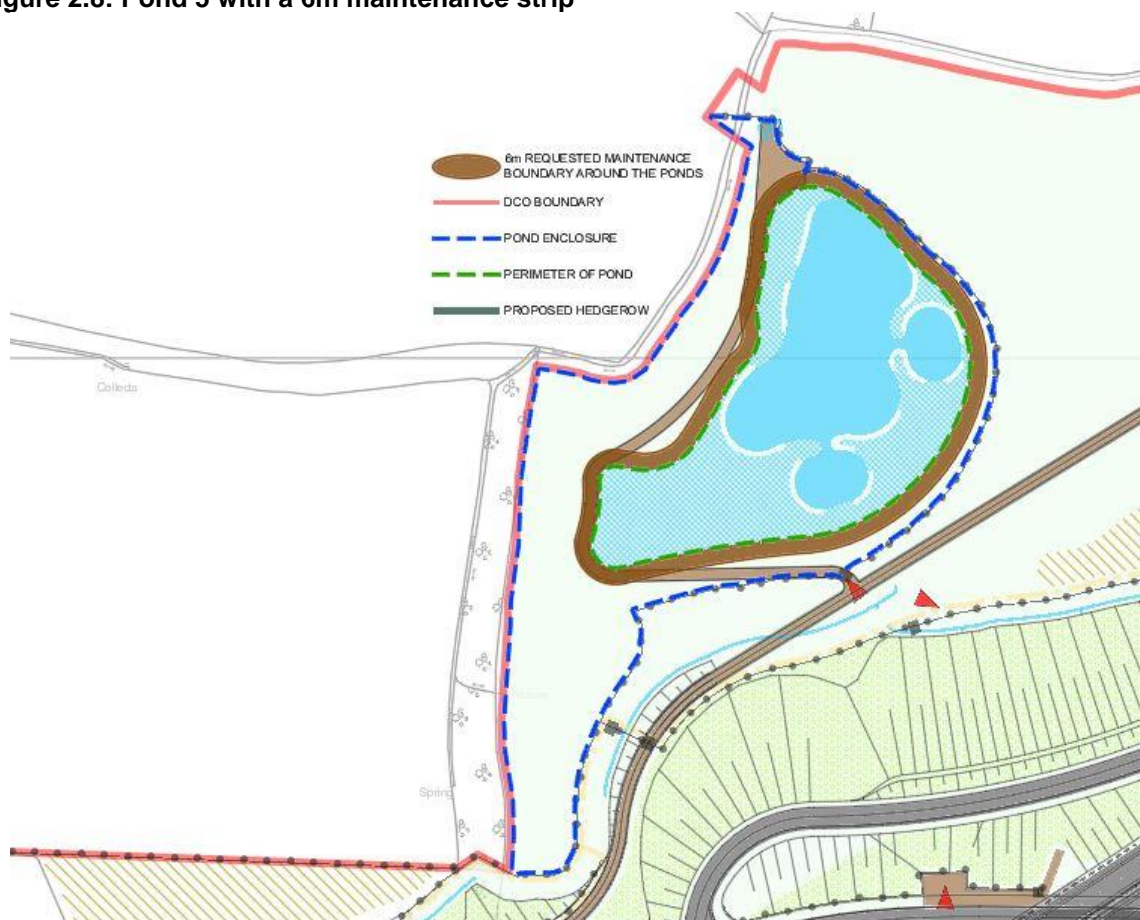 Figure 2.8: Pond 5 with a 6m maintenance strip
6m REQUESTED MAINTENANCE
BOUNDARY AROUND THE PONDS
DCO BOUNDARY
POND ENCLOSURE
PERIMETER OF POND
PROPOSED HEDGEROW
Colleds
Spring